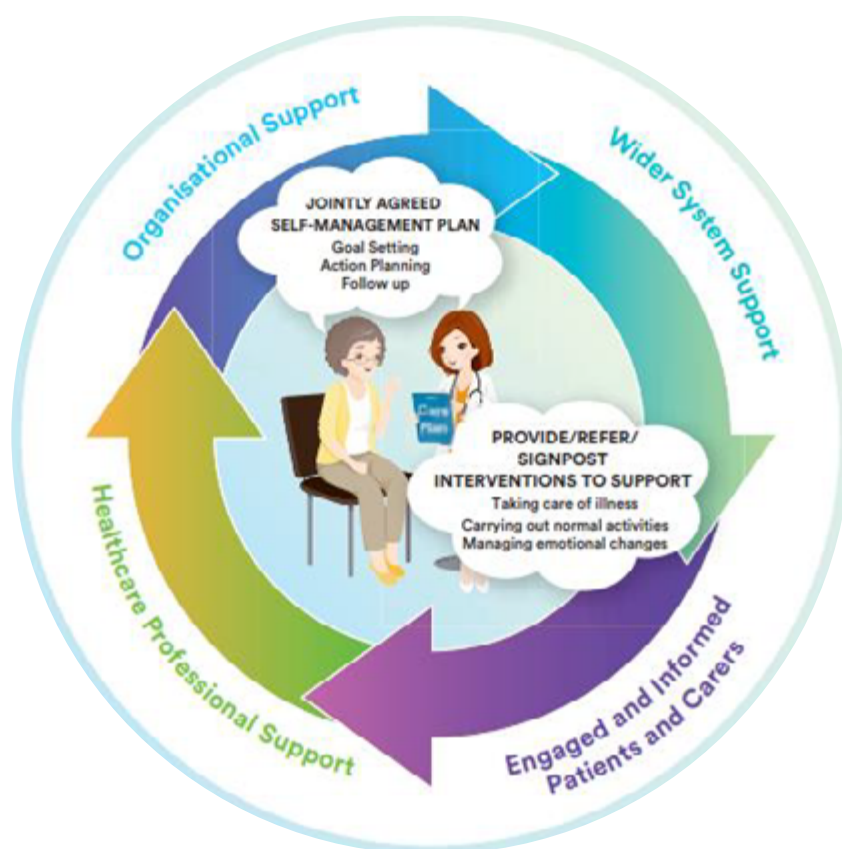 Organisational Support
Wider System Support
JOINTLY AGREED
SELF-MANAGEMENT PLAN
Goal Setting
Action Planning
Follow up
Care
Plan
PROVIDE/REFER/
SIGNPOST
INTERVENTIONS TO SUPPORT
Taking care of illness
Carrying out normal activities
Managing emotional changes
Healthcare Professional Support
Engaged and Informed
Patients and Carers